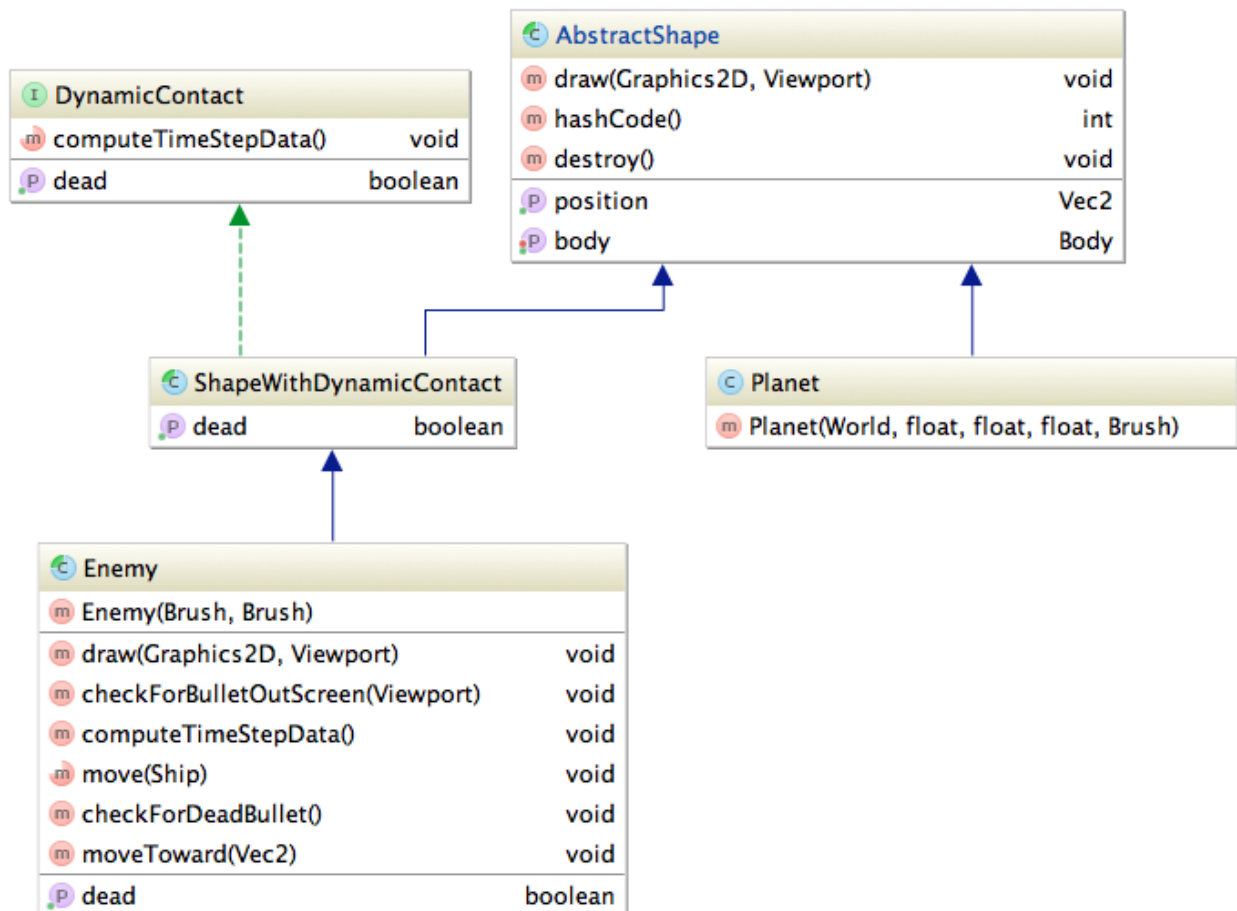 I DynamicContact
m computeTimeStepData() void
P dead boolean
C AbstractShape
m draw(Graphics2D, Viewport) void
m hashCode() int
m destroy() void
P position Vec2
P body Body
C ShapeWithDynamicContact
P dead boolean
C Planet
m Planet(World, float, float, float, Brush)
C Enemy
m Enemy(Brush, Brush)
m draw(Graphics2D, Viewport) void
m checkForBulletOutScreen(Viewport) void
m computeTimeStepData() void
m move(Ship) void
m checkForDeadBullet() void
m moveToward(Vec2) void
P dead boolean